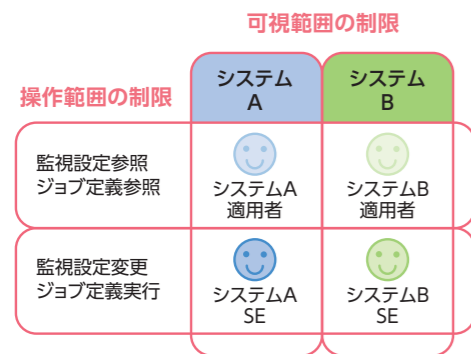 可視範囲の制限
操作範囲の制限
システム
A
システム
B
監視設定参照
ジョブ定義参照
システムA
適用者
システムB
適用者
監視設定変更
ジョブ定義実行
システムA
SE
システムB
SE